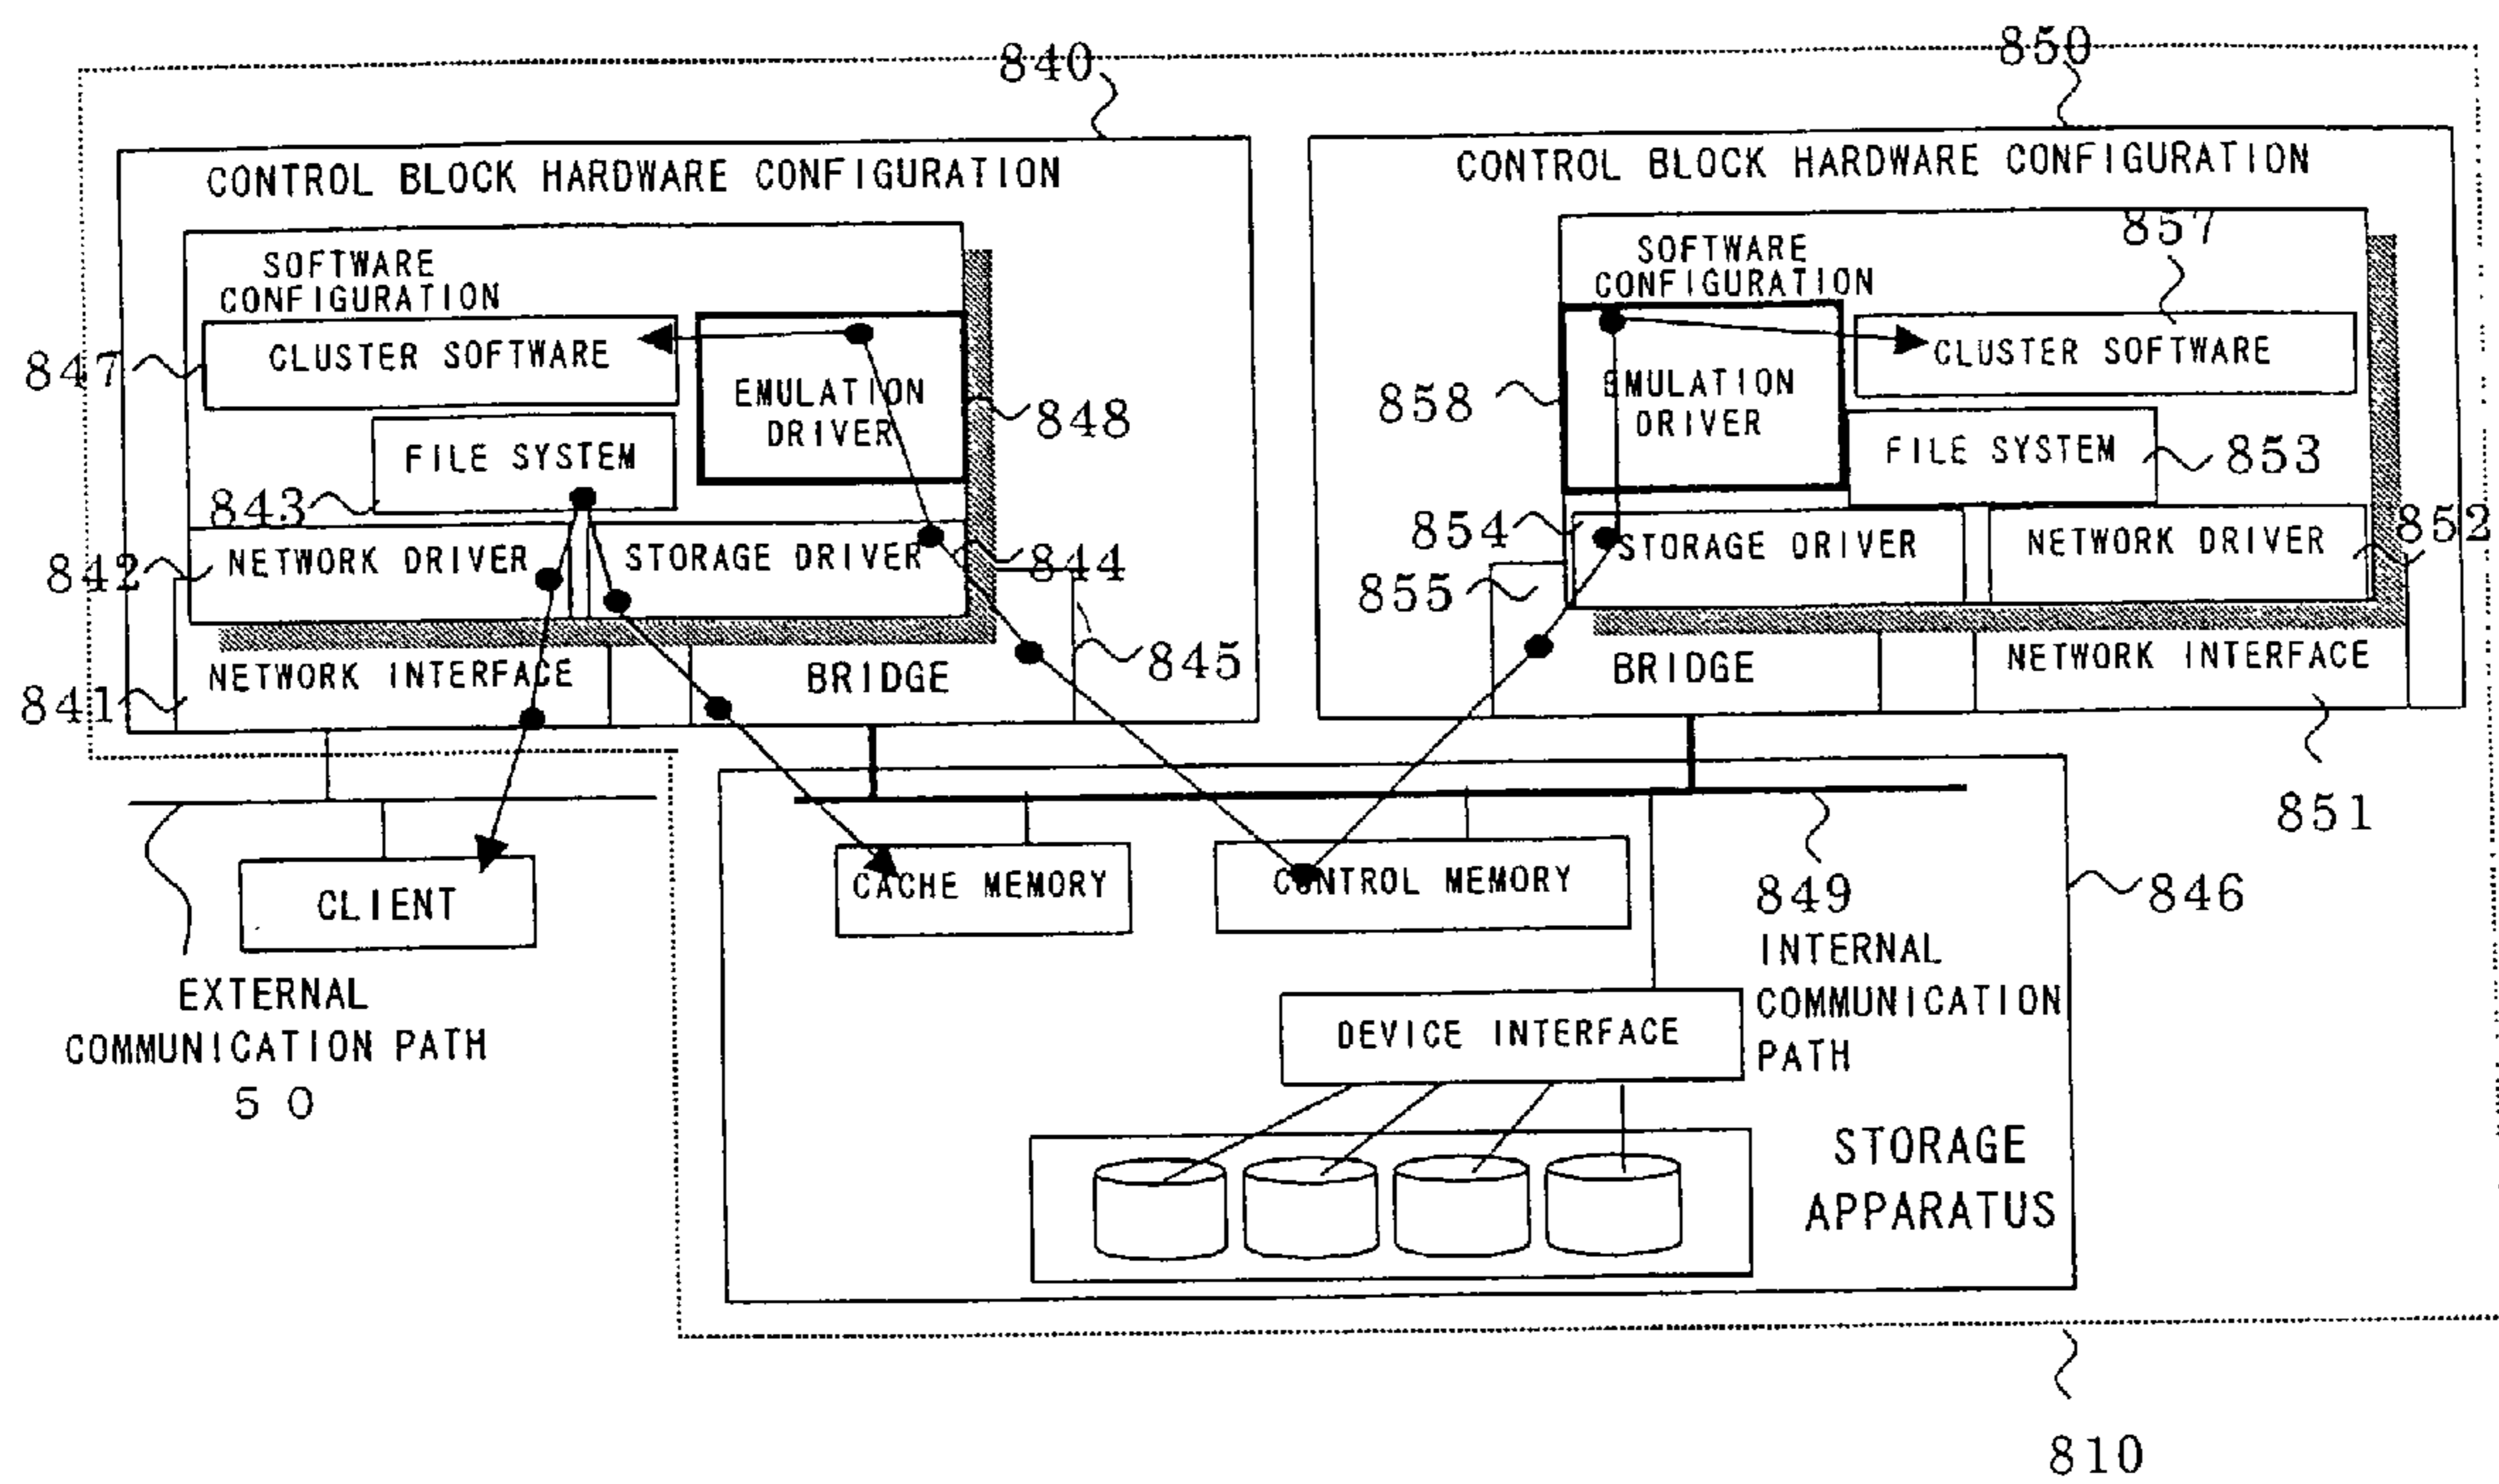 840
850
CONTROL BLOCK HARDWARE CONFIGURATION
CONTROL BLOCK HARDWARE CONFIGURATION
SOFTWARE
CONFIGURATION
CLUSTER SOFTWARE
847
EMULATION
DRIVER
848
FILE SYSTEM
843
NETWORK DRIVER
842
STORAGE DRIVER
844
NETWORK INTERFACE
841
BRIDGE
845
SOFTWARE
CONFIGURATION
857
CLUSTER SOFTWARE
EMULATION
DRIVER
858
FILE SYSTEM
853
854
STORAGE DRIVER
NETWORK DRIVER
852
855
BRIDGE
NETWORK INTERFACE
851
CLIENT
EXTERNAL
COMMUNICATION PATH
50
CACHE MEMORY
CONTROL MEMORY
849
INTERNAL
COMMUNICATION
PATH
846
DEVICE INTERFACE
STORAGE
APPARATUS
810